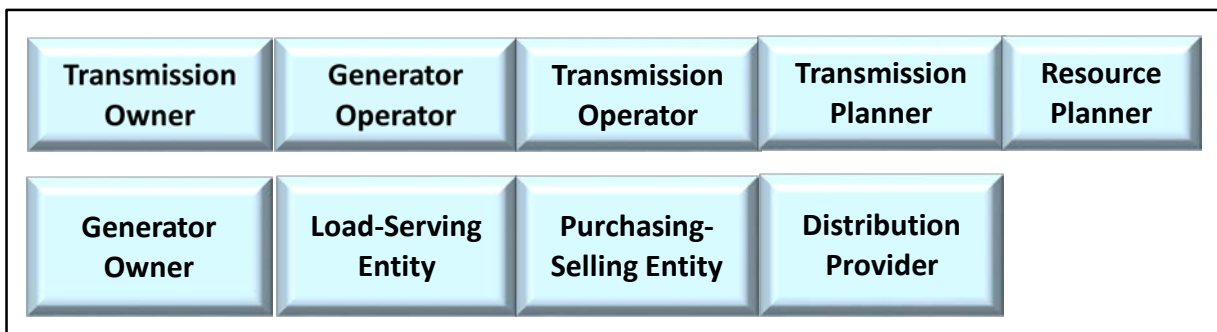 Transmission
Owner
Generator
Operator
Transmission
Operator
Transmission
Planner
Resource
Planner
Generator
Owner
Load-Serving
Entity
Purchasing-
Selling Entity
Distribution
Provider